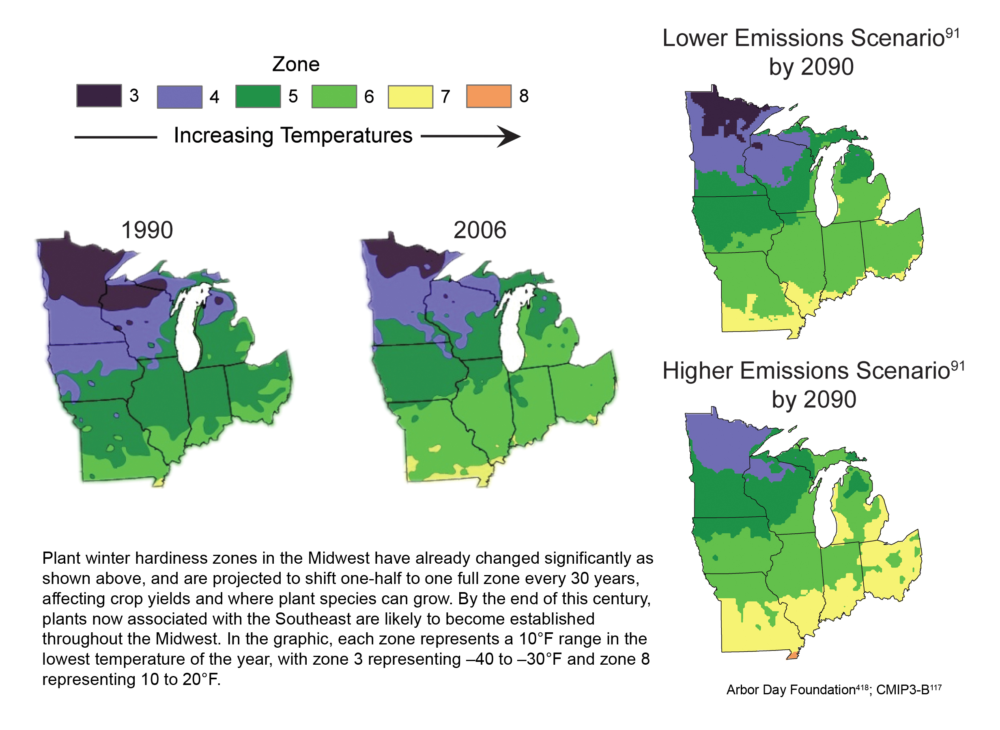 Lower Emissions Scenario⁹¹
by 2090
Zone
3 4 5 6 7 8
Increasing Temperatures
1990
2006
Higher Emissions Scenario⁹¹
by 2090
Plant winter hardiness zones in the Midwest have already changed significantly as
shown above, and are projected to shift one-half to one full zone every 30 years,
affecting crop yields and where plant species can grow. By the end of this century,
plants now associated with the Southeast are likely to become established
throughout the Midwest. In the graphic, each zone represents a 10°F range in the
lowest temperature of the year, with zone 3 representing –40 to –30°F and zone 8
representing 10 to 20°F.
Arbor Day Foundation⁴¹⁸; CMIP3-B¹¹⁷